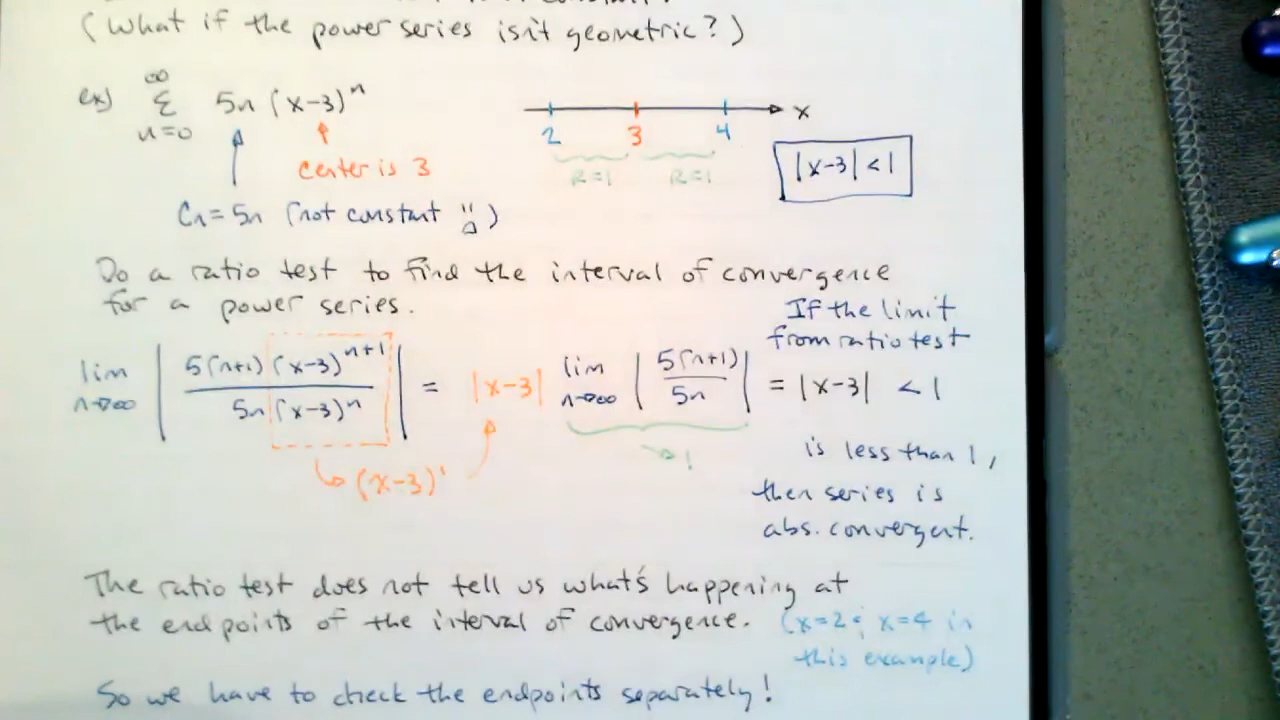 (What if the power series isn't geometric?)
ex) ∞ Σ n=0 5n (x-3)^n
center is 3
Cn = 5n (not constant)
2 3 4 x
R=1 R=1
|x-3| < 1
Do a ratio test to find the interval of convergence
for a power series.
If the limit
from ratio test
lim n→∞ | 5(n+1)(x-3)^(n+1) / 5n(x-3)^n | = |x-3| lim n→∞ | 5(n+1) / 5n | = |x-3| < 1
→ 1
↳ (x-3)^1
is less than 1,
then series is
abs. convergent.
The ratio test does not tell us what's happening at
the endpoints of the interval of convergence. (x=2; x=4 in
this example)
So we have to check the endpoints separately!